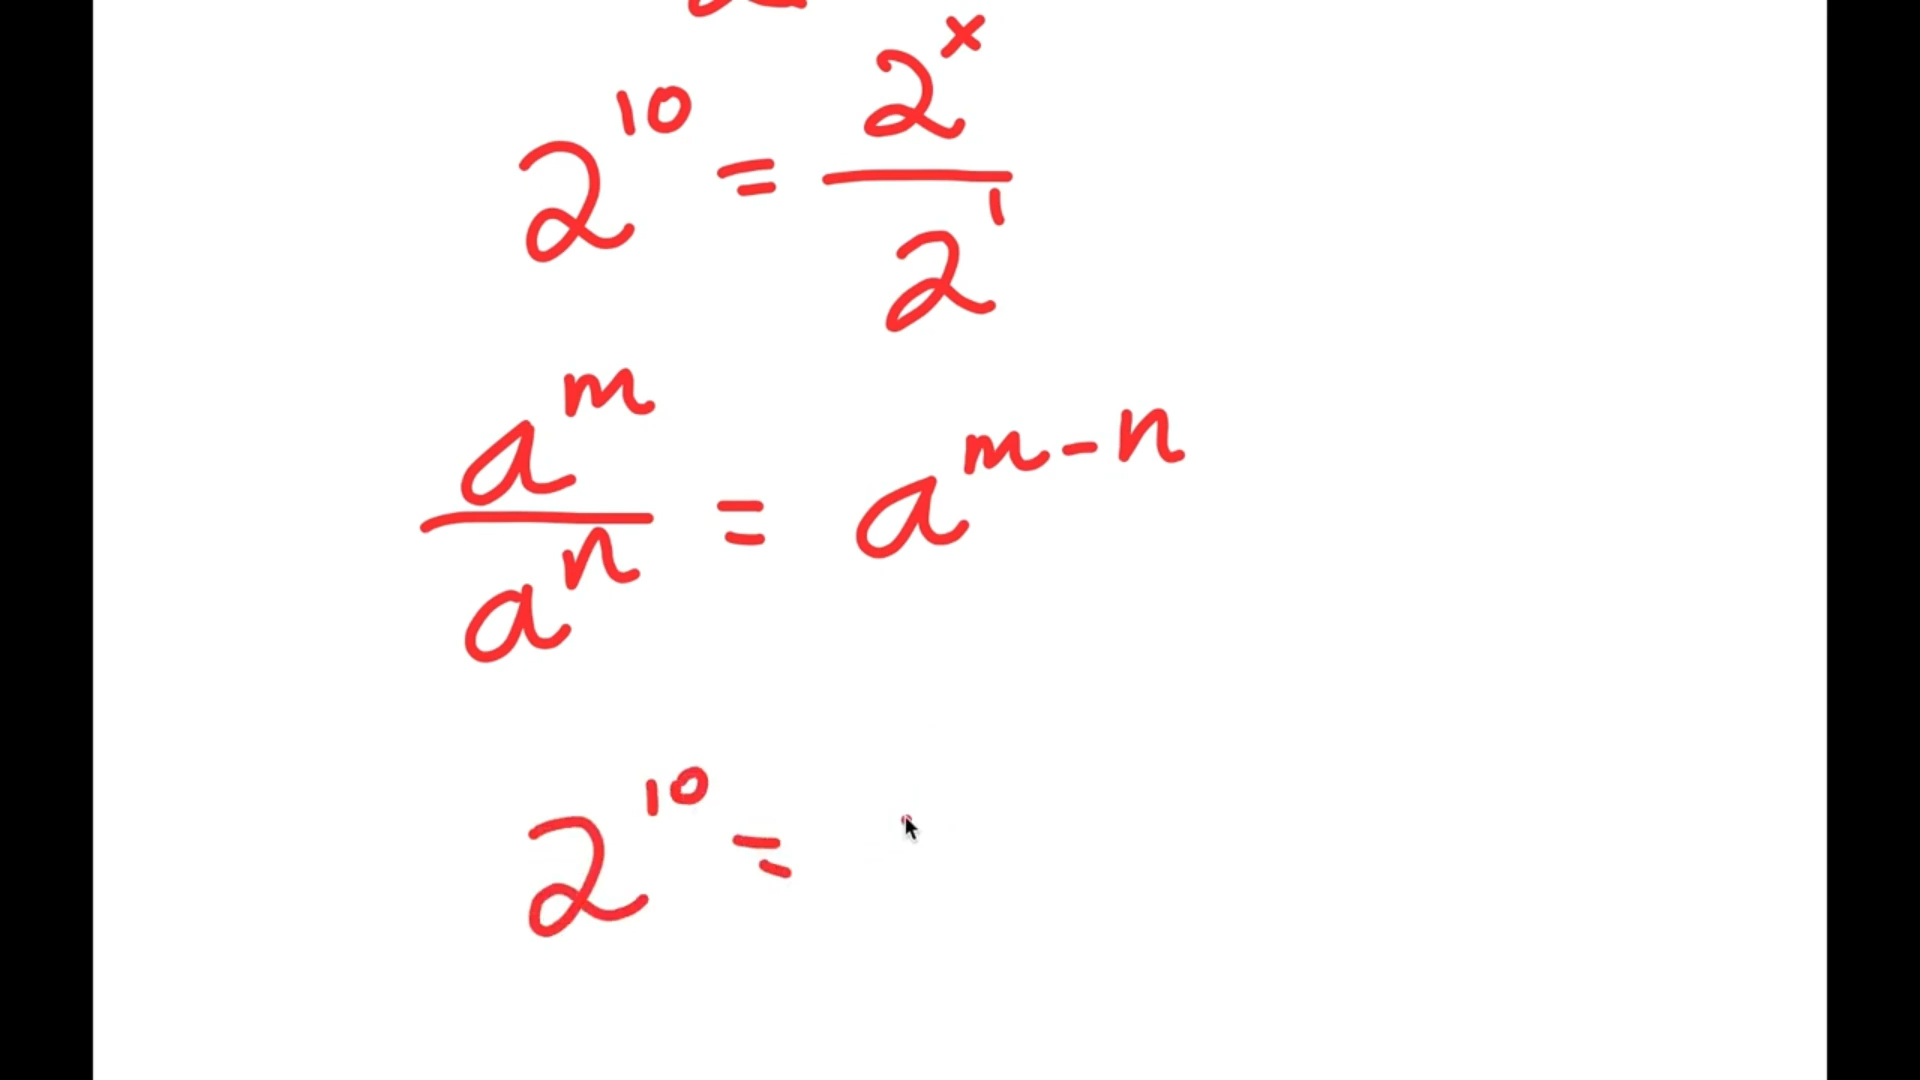 2^10 = 2^x / 2^1
a^m / a^n = a^m-n
2^10 =